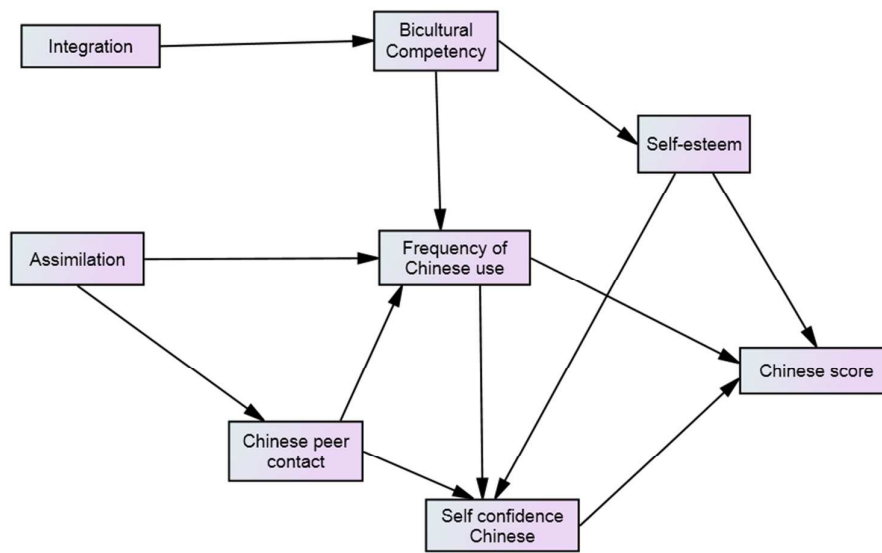 Integration
Bicultural
Competency
Self-esteem
Assimilation
Frequency of
Chinese use
Chinese score
Chinese peer
contact
Self confidence
Chinese